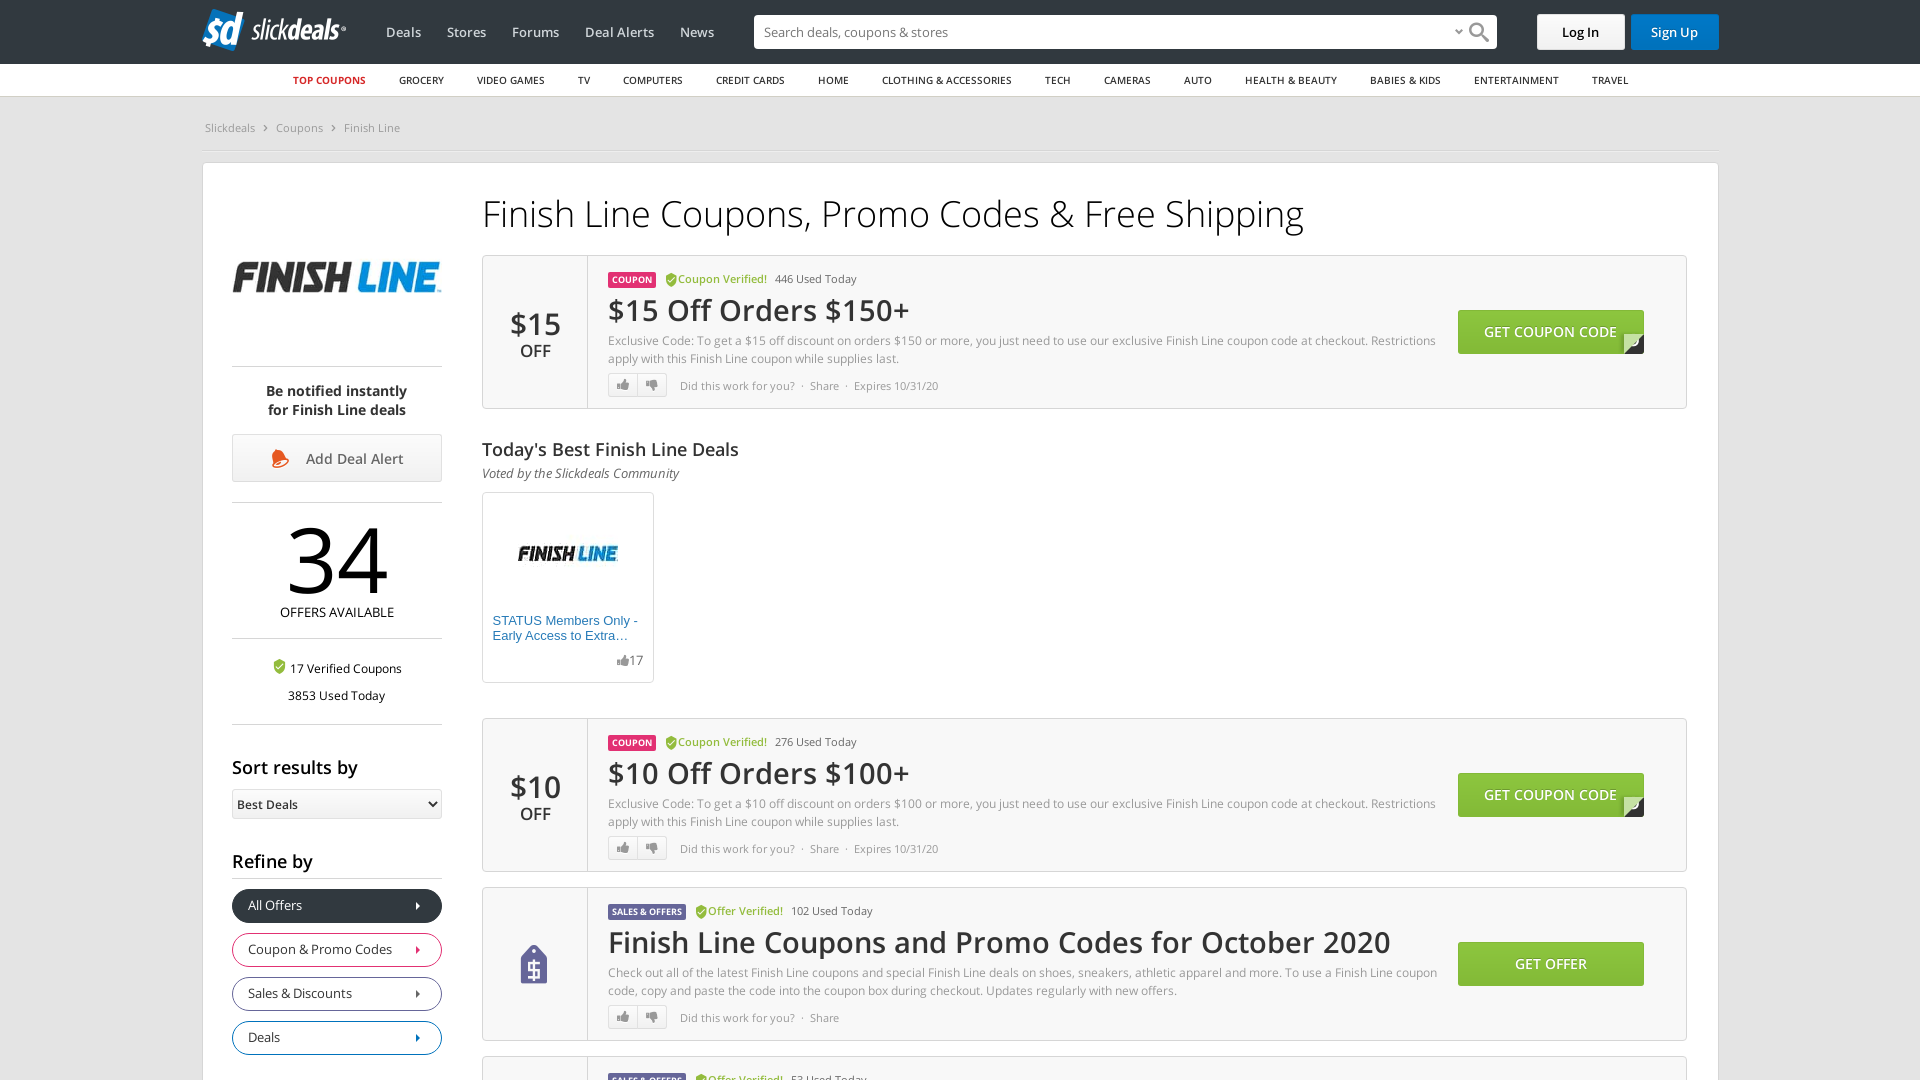 sd slickdeals
Deals Stores Forums Deal Alerts News
Search deals, coupons & stores
Log In Sign Up
TOP COUPONS GROCERY VIDEO GAMES TV COMPUTERS CREDIT CARDS HOME CLOTHING & ACCESSORIES TECH CAMERAS AUTO HEALTH & BEAUTY BABIES & KIDS ENTERTAINMENT TRAVEL
Slickdeals Coupons Finish Line
FINISH LINE
Be notified instantly
for Finish Line deals
Add Deal Alert
34
OFFERS AVAILABLE
17 Verified Coupons
3853 Used Today
Sort results by
Best Deals
Refine by
All Offers
Coupon & Promo Codes
Sales & Discounts
Deals
Finish Line Coupons, Promo Codes & Free Shipping
$15
OFF
COUPON Coupon Verified! 446 Used Today
$15 Off Orders $150+
Exclusive Code: To get a $15 off discount on orders $150 or more, you just need to use our exclusive Finish Line coupon code at checkout. Restrictions
apply with this Finish Line coupon while supplies last.
Did this work for you? · Share · Expires 10/31/20
GET COUPON CODE
Today's Best Finish Line Deals
Voted by the Slickdeals Community
FINISH LINE
STATUS Members Only -
Early Access to Extra…
17
$10
OFF
COUPON Coupon Verified! 276 Used Today
$10 Off Orders $100+
Exclusive Code: To get a $10 off discount on orders $100 or more, you just need to use our exclusive Finish Line coupon code at checkout. Restrictions
apply with this Finish Line coupon while supplies last.
Did this work for you? · Share · Expires 10/31/20
GET COUPON CODE
SALES & OFFERS Offer Verified! 102 Used Today
Finish Line Coupons and Promo Codes for October 2020
Check out all of the latest Finish Line coupons and special Finish Line deals on shoes, sneakers, athletic apparel and more. To use a Finish Line coupon
code, copy and paste the code into the coupon box during checkout. Updates regularly with new offers.
Did this work for you? · Share
GET OFFER
SALES & OFFERS Offer Verified! 53 Used Today